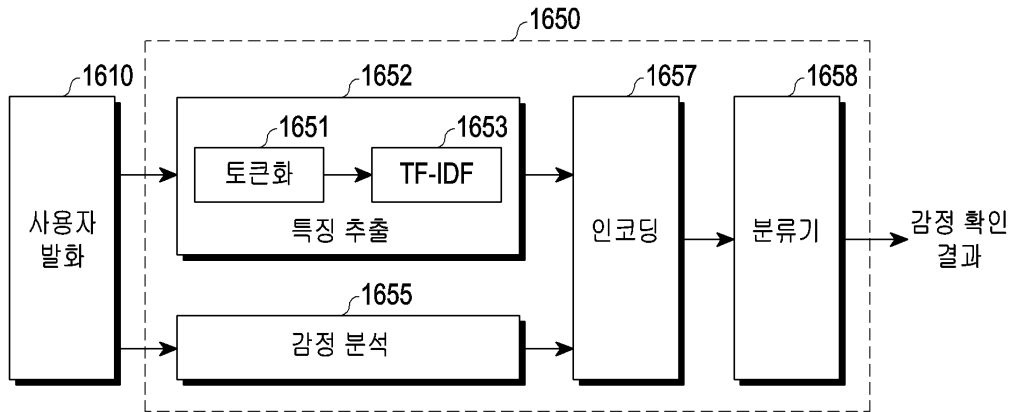 1650
1610
1652
1657
1658
1651
1653
토큰화
TF-IDF
특징 추출
사용자
발화
인코딩
분류기
감정 확인
결과
1655
감정 분석